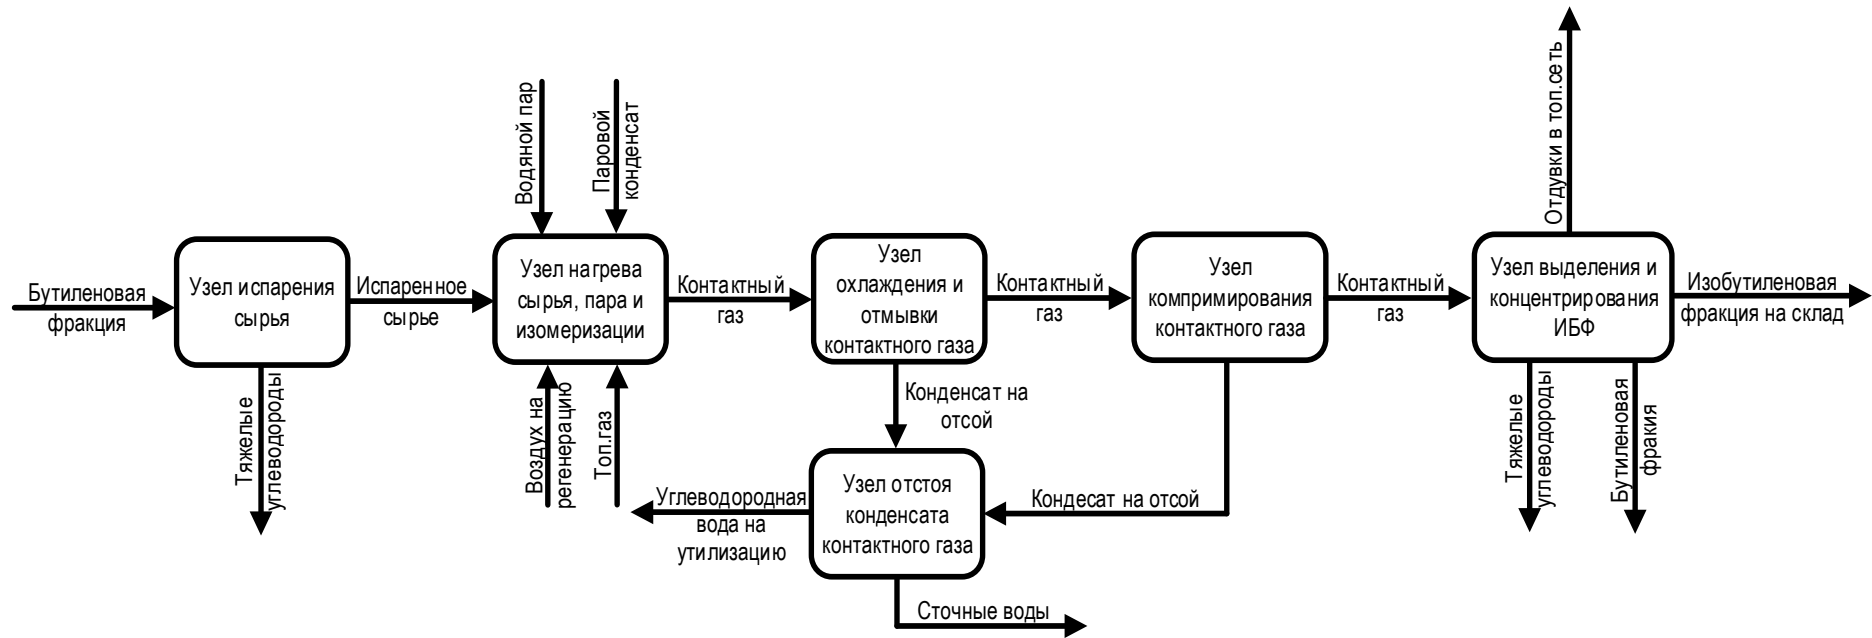 Бутиленовая
фракция
Узел испарения
сырья
Тяжелые
углеводороды
Испаренное
сырье
Водяной пар
Паровой
конденсат
Узел нагрева
сырья, пара и
изомеризации
Воздух на
регенерацию
Топ.газ
Контактный
газ
Узел
охлаждения и
отмывки
контактного газа
Конденсат на
отсой
Контактный
газ
Узел
компримирования
контактного газа
Кондесат на отсой
Узел отстоя
конденсата
контактного газа
Углеводородная
вода на
утилизацию
Сточные воды
Контактный
газ
Отдувки в топ.сеть
Узел выделения и
концентрирования
ИБФ
Изобутиленовая
фракция на склад
Тяжелые
углеводороды
Бутиленовая
фракия